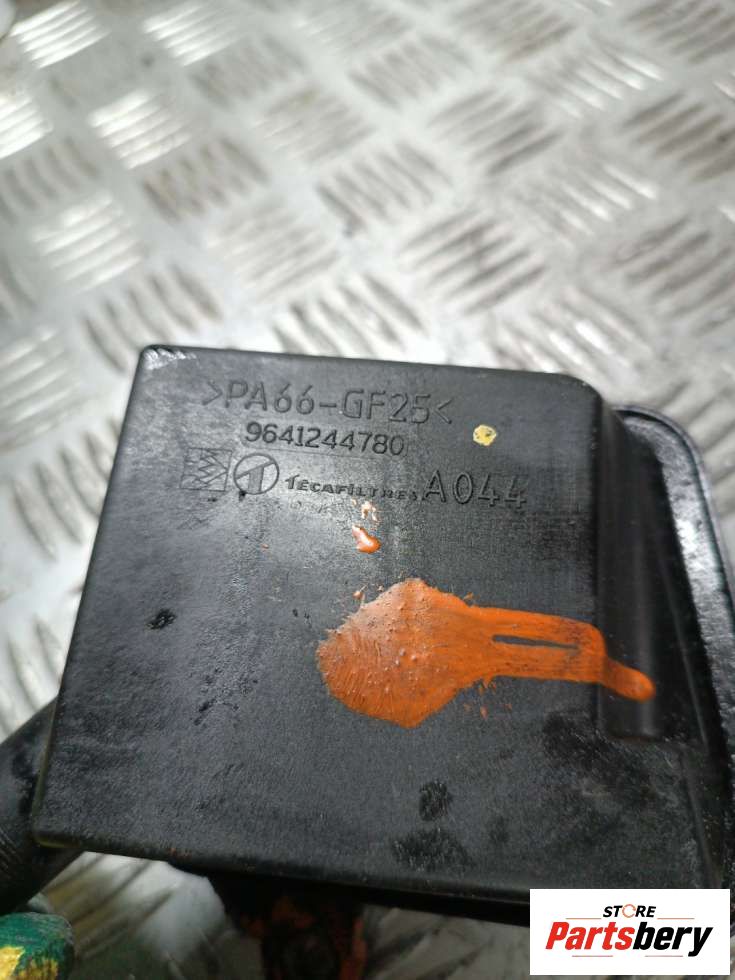 >PA66-GF25<
9641244780
TECAFILTRES A044
STORE
Partsbery